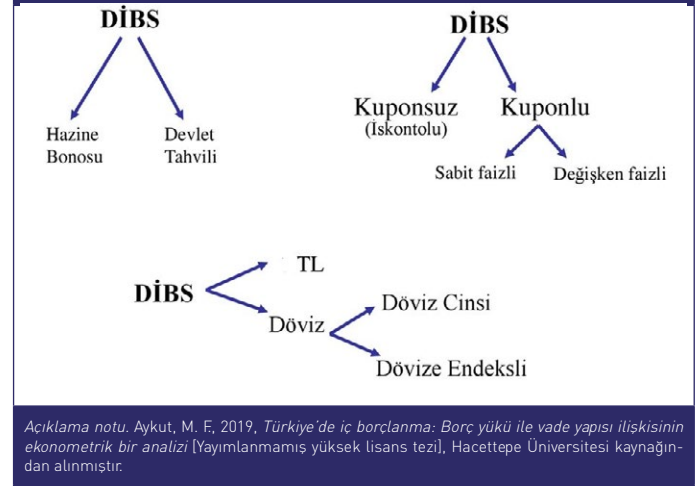 DİBS
Hazine
Bonosu
Devlet
Tahvili
DİBS
Kuponsuz
(İskontolu)
Kuponlu
Sabit faizli
Değişken faizli
DİBS
TL
Döviz
Döviz Cinsi
Dövize Endeksli
Açıklama notu. Aykut, M. F., 2019, Türkiye'de iç borçlanma: Borç yükü ile vade yapısı ilişkisinin
ekonometrik bir analizi [Yayımlanmamış yüksek lisans tezi], Hacettepe Üniversitesi kaynağın-
dan alınmıştır.